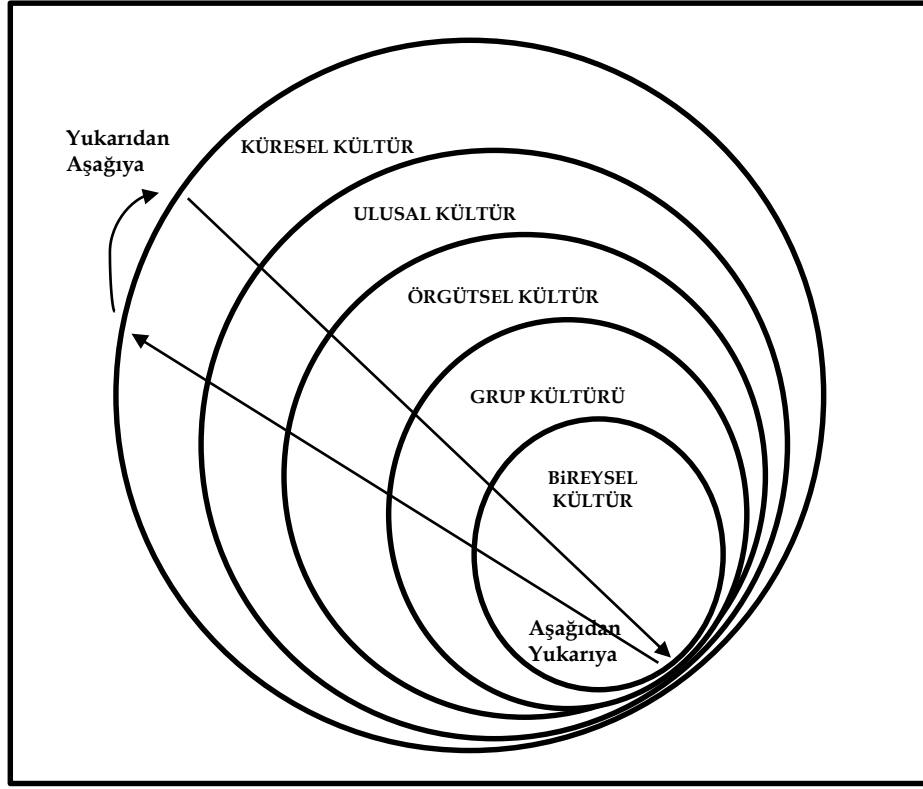 Yukarıdan
Aşağıya
KÜRESEL KÜLTÜR
ULUSAL KÜLTÜR
ÖRGÜTSEL KÜLTÜR
GRUP KÜLTÜRÜ
BiREYSEL
KÜLTÜR
Aşağıdan
Yukarıya